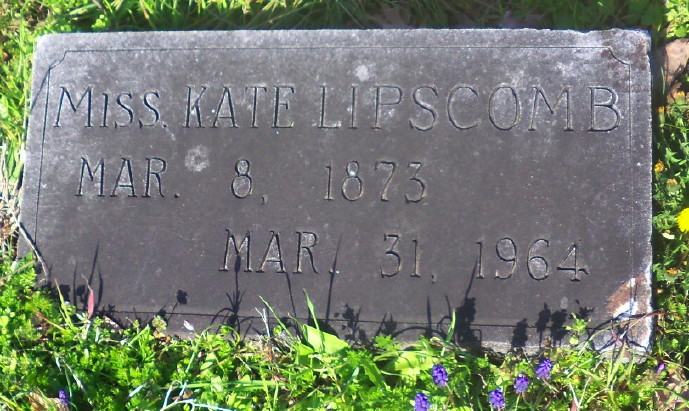 MISS. KATE LIPSCOMB
MAR. 8, 1873
MAR. 31, 1964